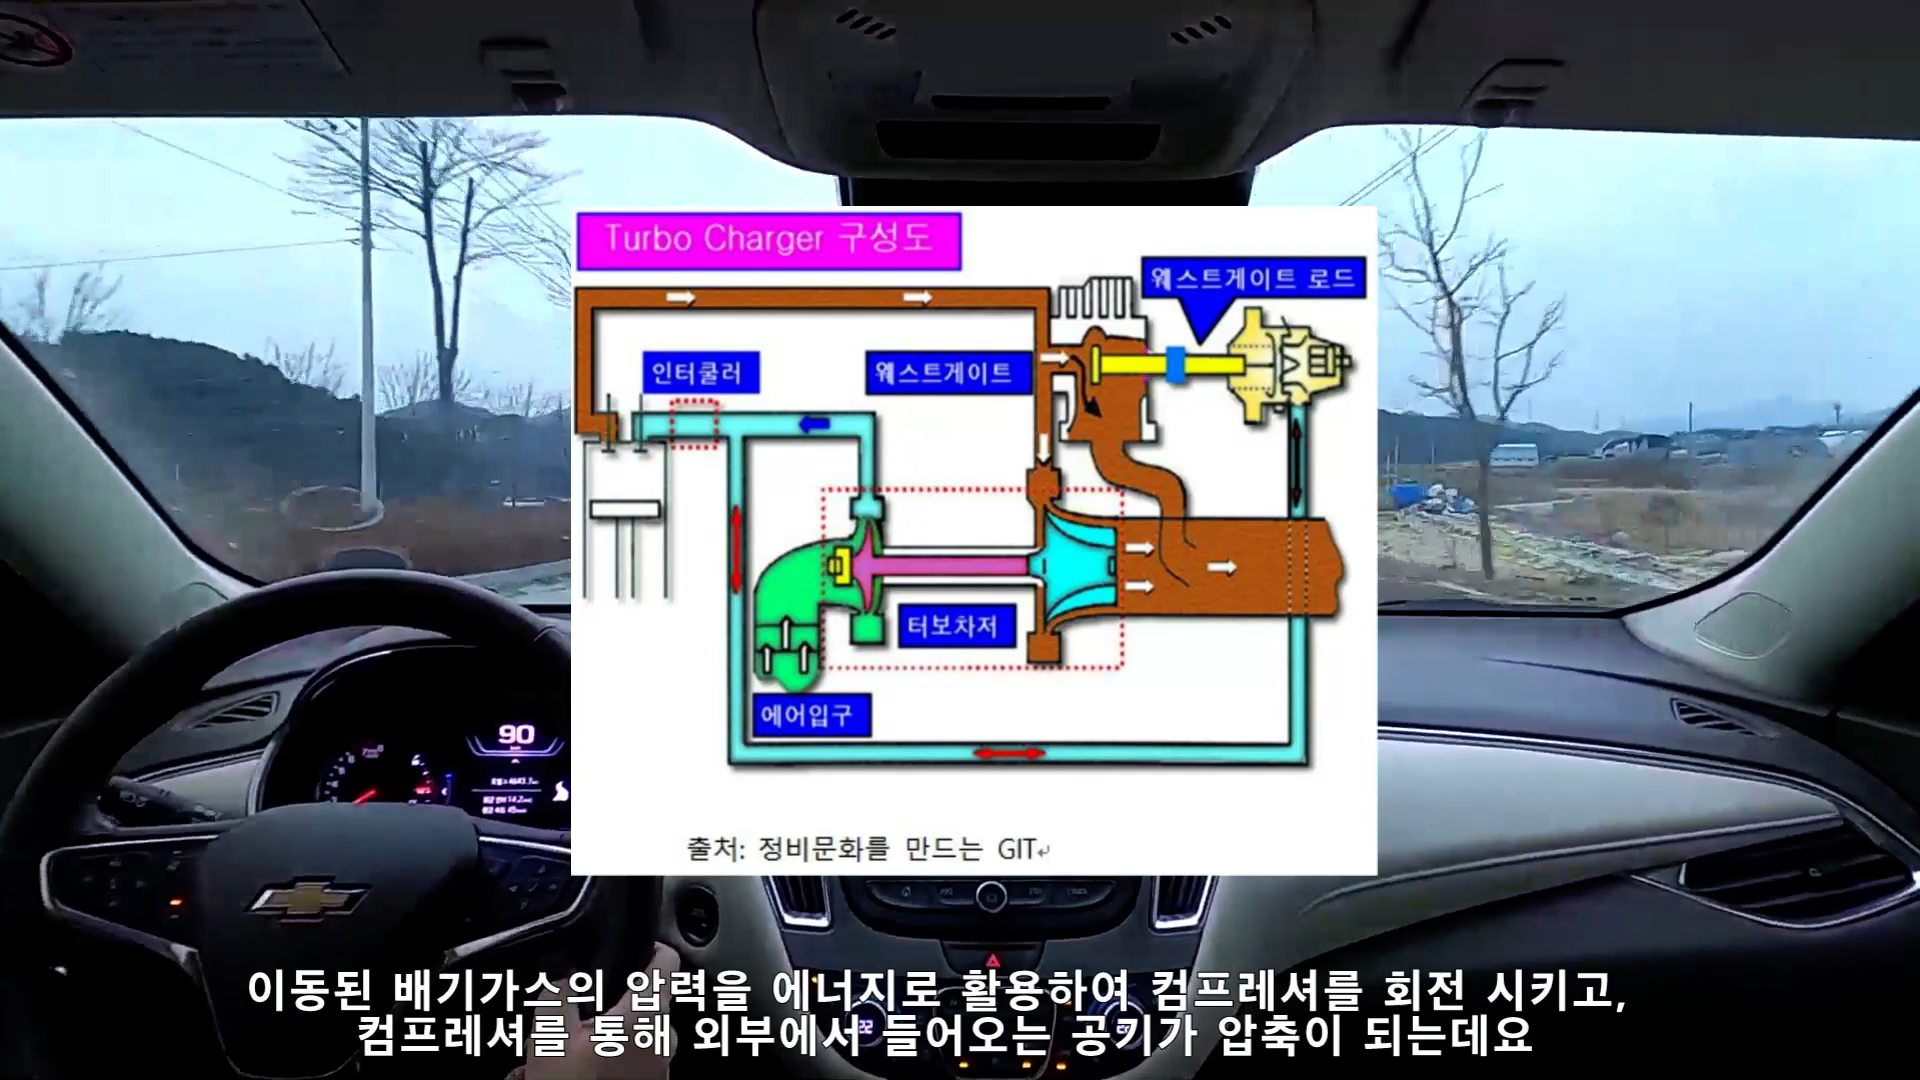 Turbo Charger 구성도
웨스트게이트 로드
인터쿨러
웨스트게이트
터보차저
에어입구
90
출처: 정비문화를 만드는 GIT
이동된 배기가스의 압력을 에너지로 활용하여 컴프레셔를 회전 시키고,
컴프레셔를 통해 외부에서 들어오는 공기가 압축이 되는데요
22